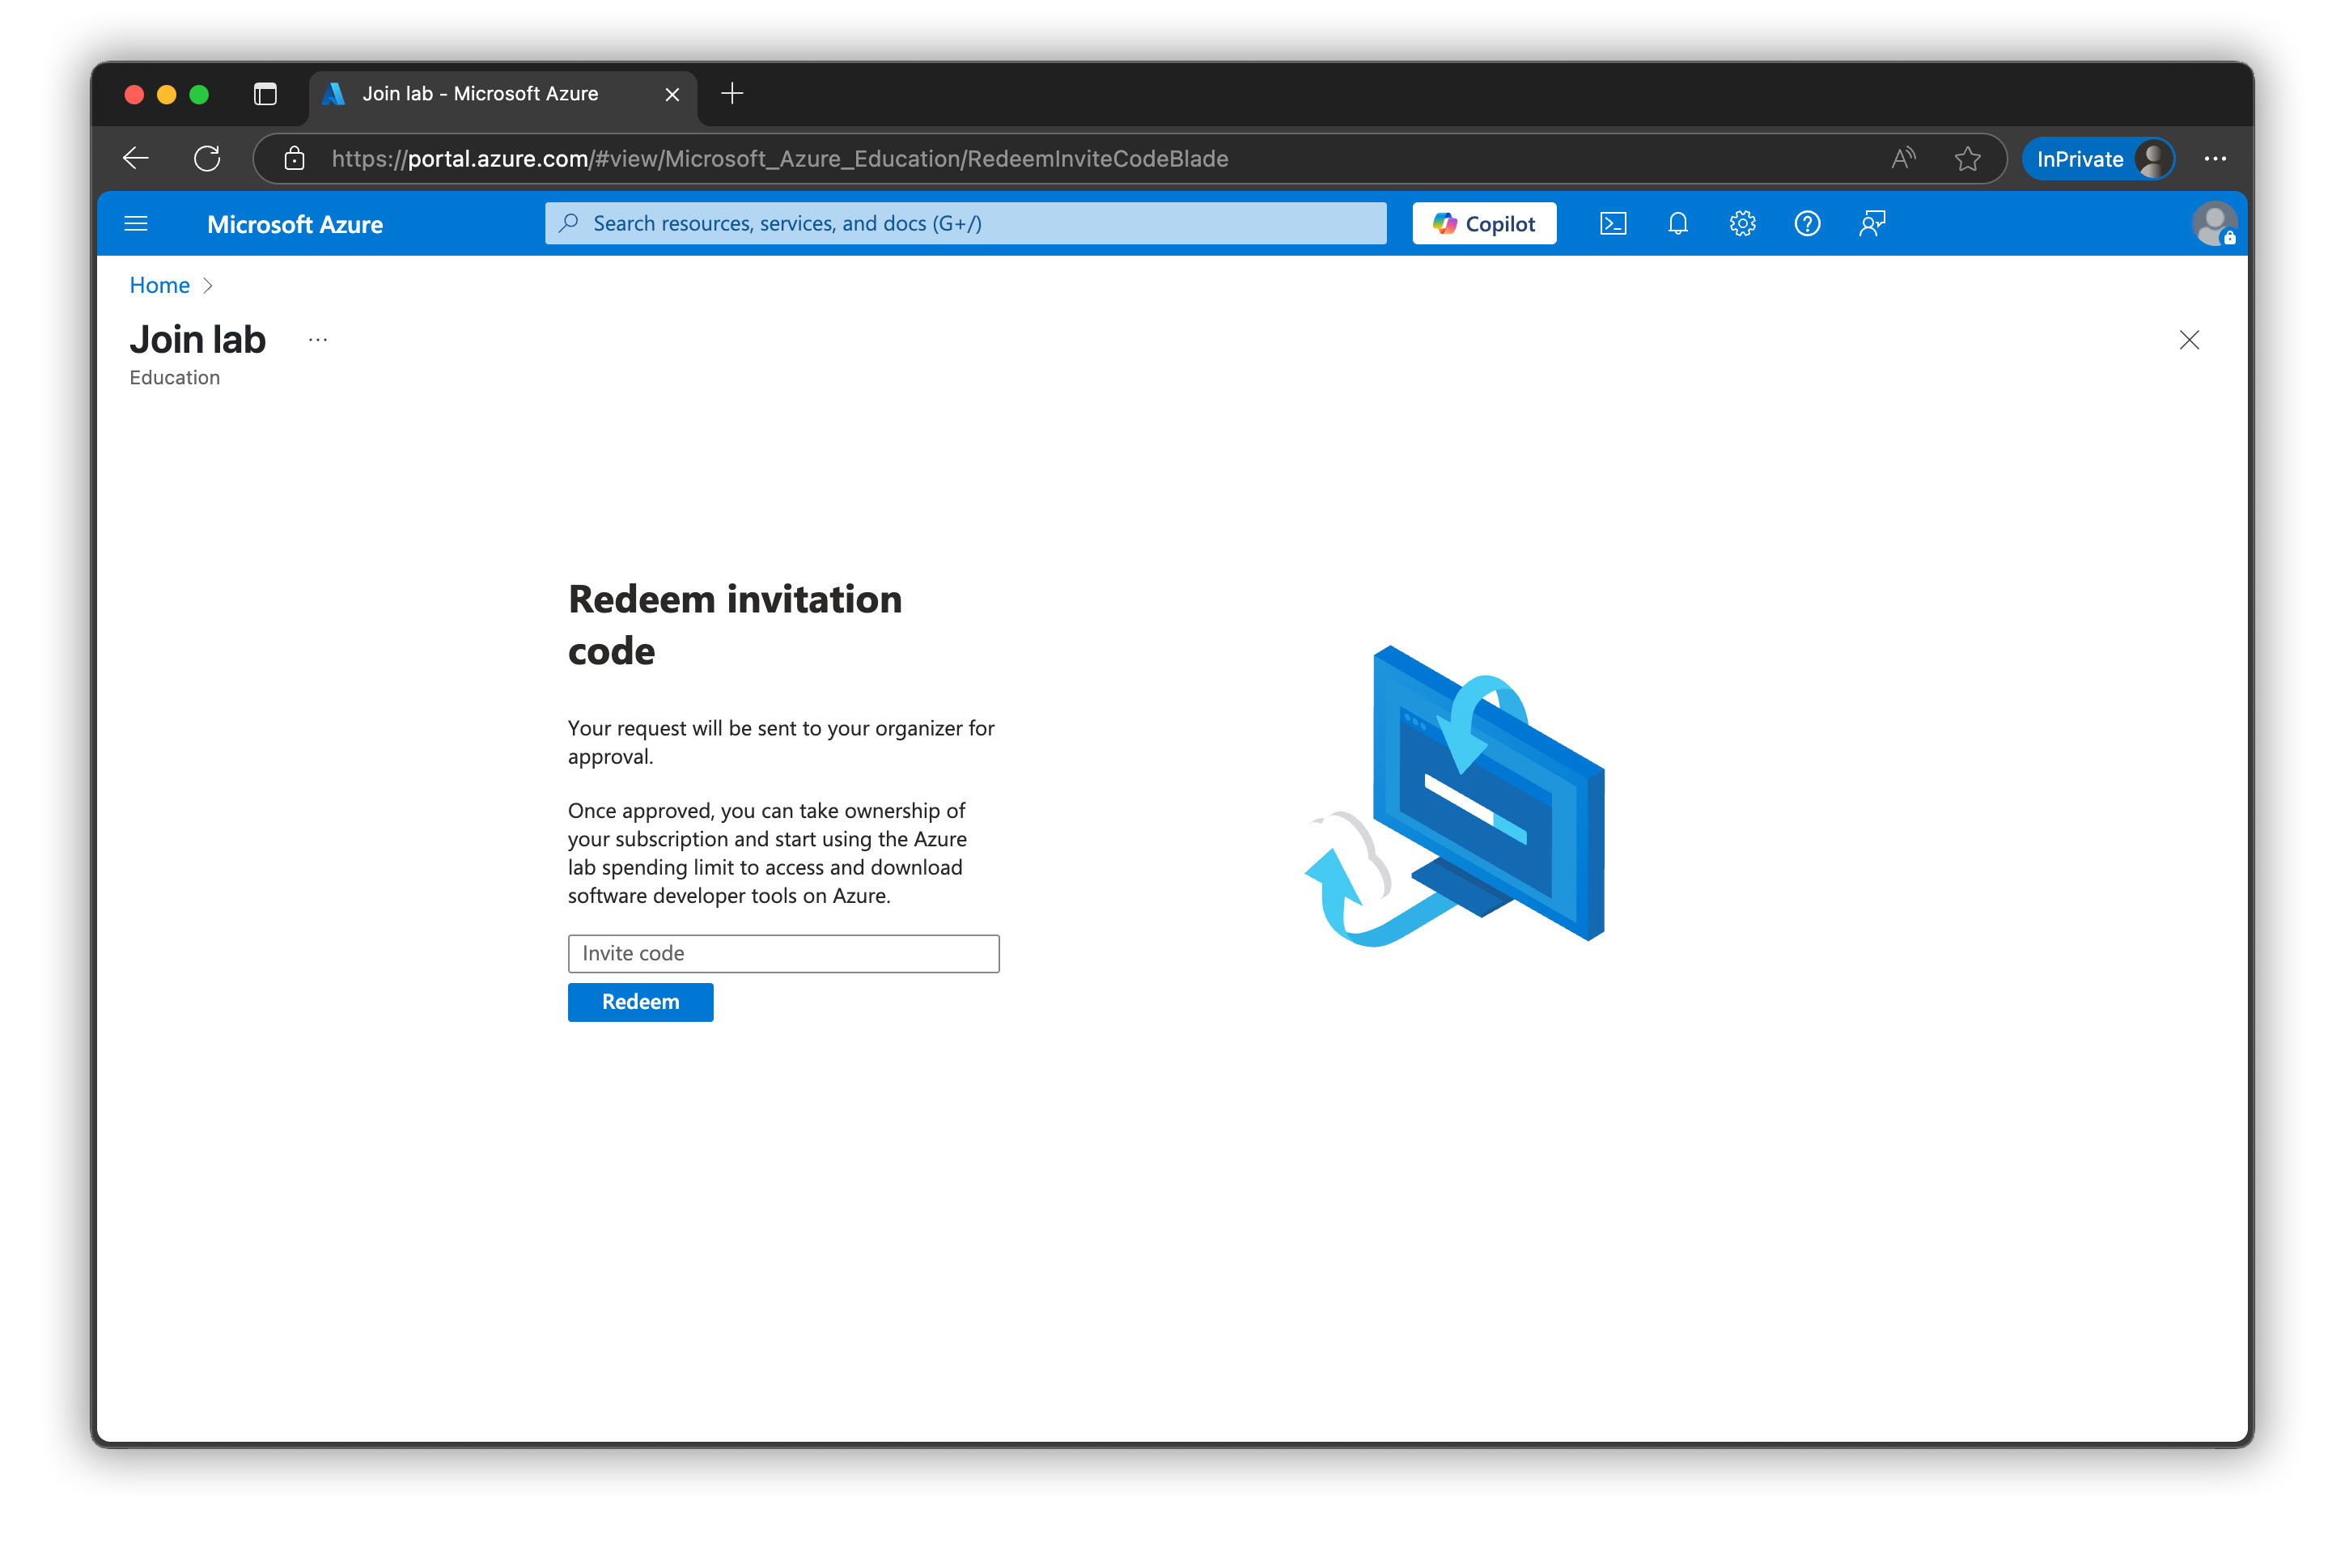 Join lab - Microsoft Azure
https://portal.azure.com/#view/Microsoft_Azure_Education/RedeemInviteCodeBlade
InPrivate
Microsoft Azure
Search resources, services, and docs (G+/)
Copilot
Home
Join lab
Education
Redeem invitation
code
Your request will be sent to your organizer for
approval.
Once approved, you can take ownership of
your subscription and start using the Azure
lab spending limit to access and download
software developer tools on Azure.
Invite code
Redeem